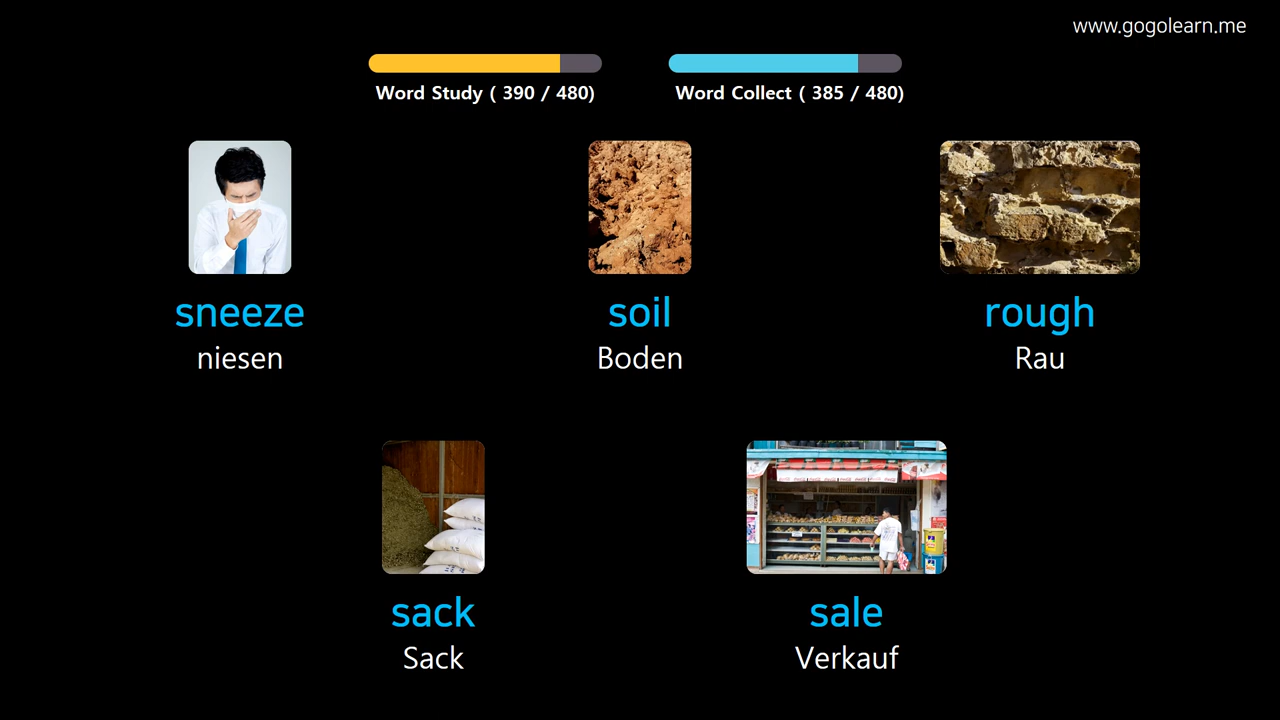 www.gogolearn.me
Word Study ( 390 / 480)
Word Collect ( 385 / 480)
sneeze
niesen
soil
Boden
rough
Rau
sack
Sack
sale
Verkauf